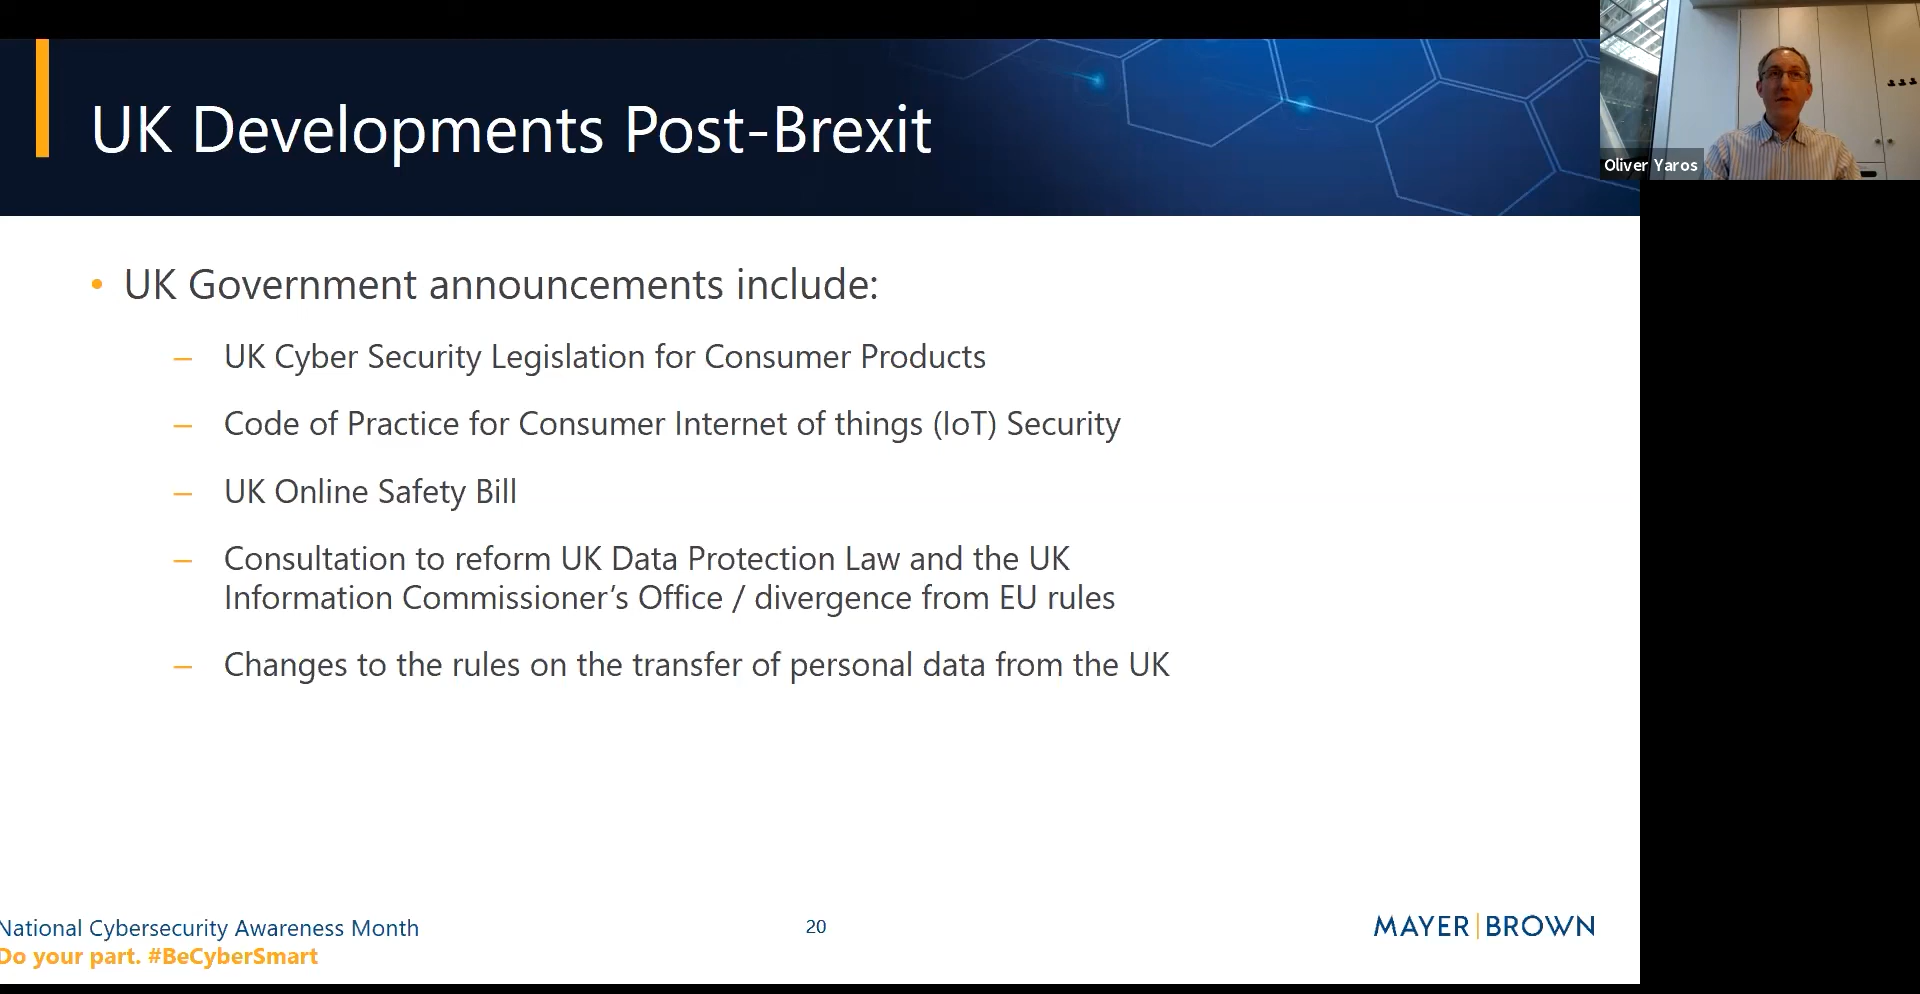 UK Developments Post-Brexit
Oliver Yaros
• UK Government announcements include:
– UK Cyber Security Legislation for Consumer Products
– Code of Practice for Consumer Internet of things (IoT) Security
– UK Online Safety Bill
– Consultation to reform UK Data Protection Law and the UK
Information Commissioner’s Office / divergence from EU rules
– Changes to the rules on the transfer of personal data from the UK
National Cybersecurity Awareness Month
Do your part. #BeCyberSmart
20
MAYER | BROWN